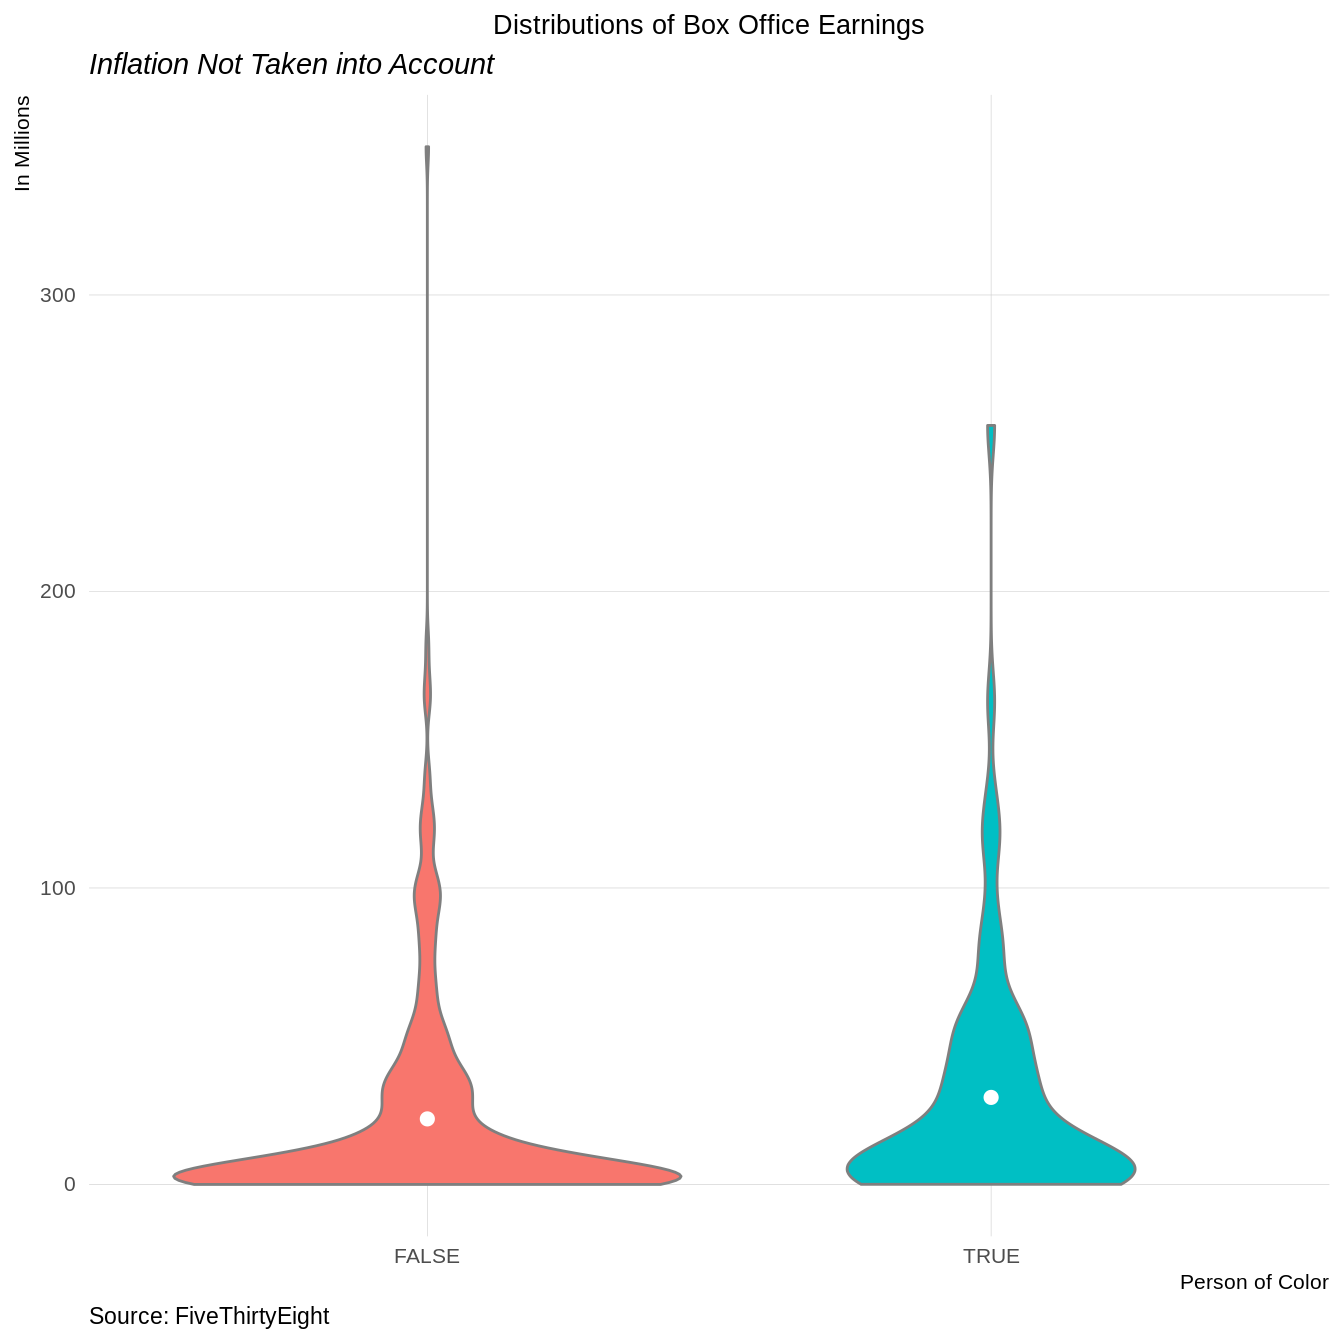 Distributions of Box Office Earnings
Inflation Not Taken into Account
In Millions
300
200
100
0
FALSE
TRUE
Person of Color
Source: FiveThirtyEight